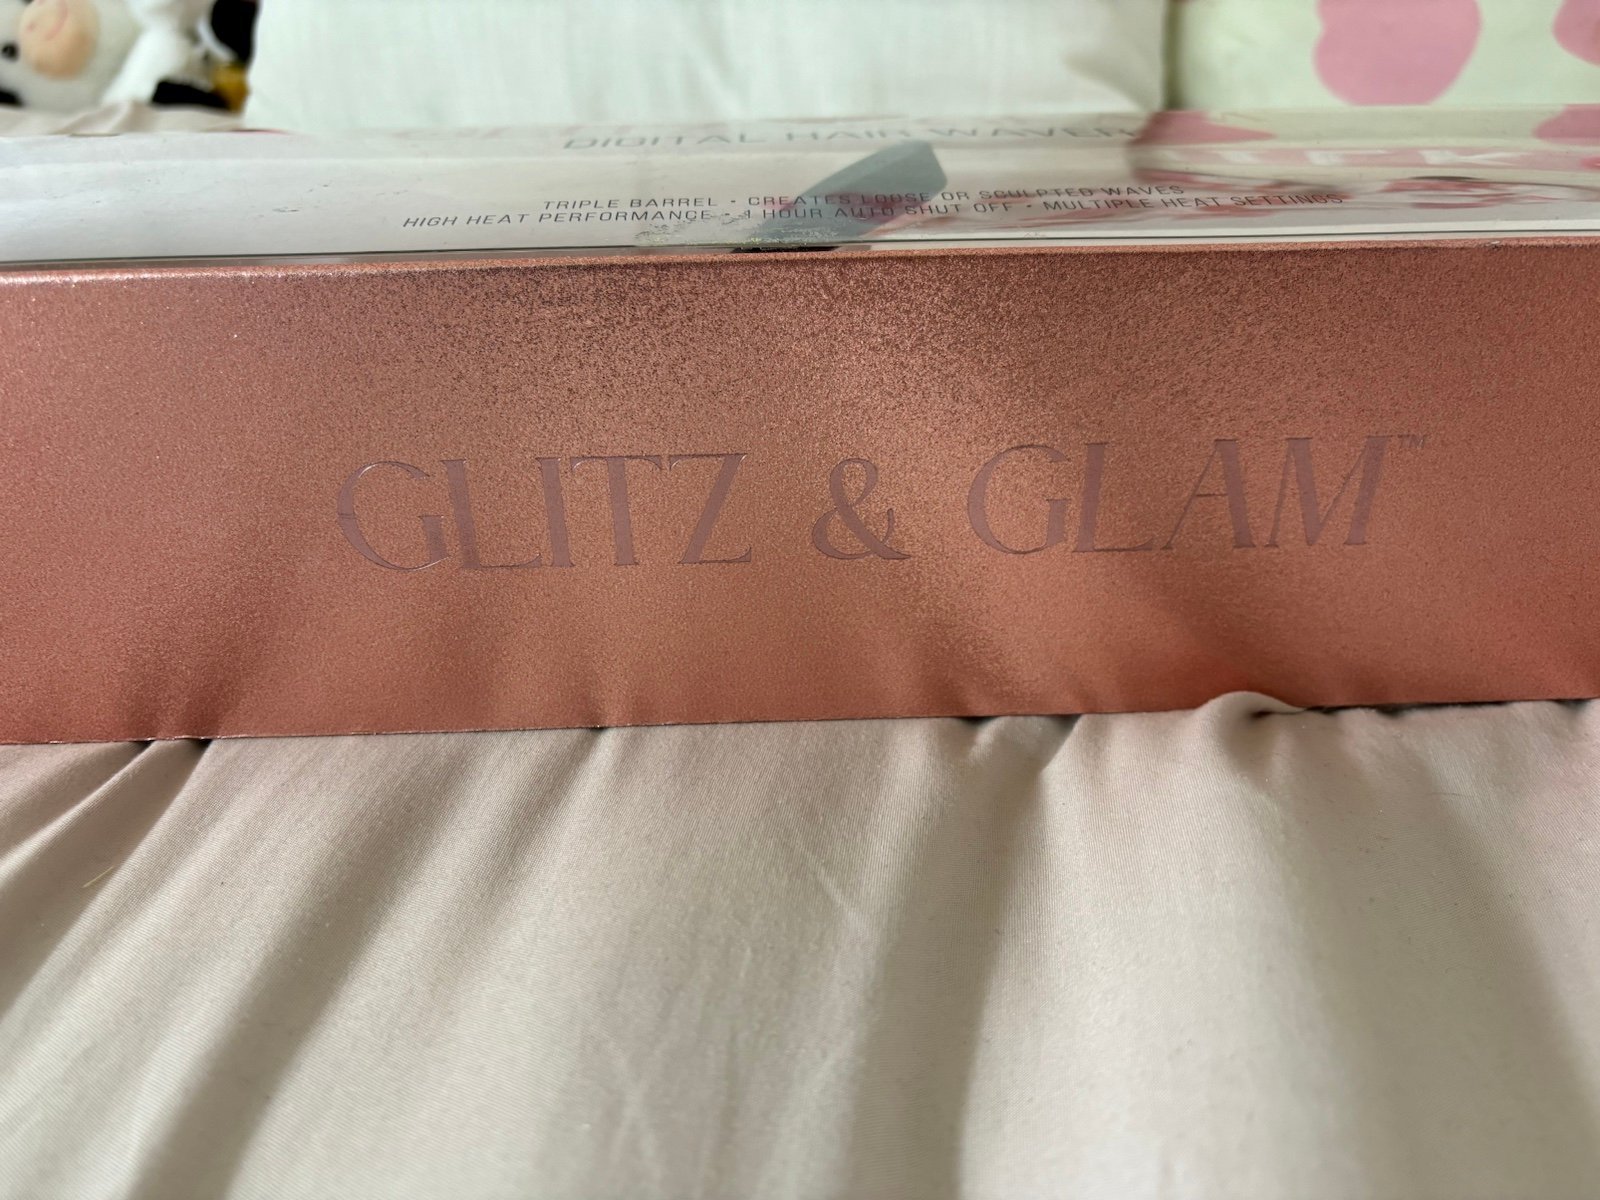 DIGITAL HAIR WAVER
TRIPLE BARREL • CREATES LOOSE OR SCULPTED WAVES
HIGH HEAT PERFORMANCE • 1 HOUR AUTO SHUT OFF • MULTIPLE HEAT SETTINGS
GLITZ & GLAM™